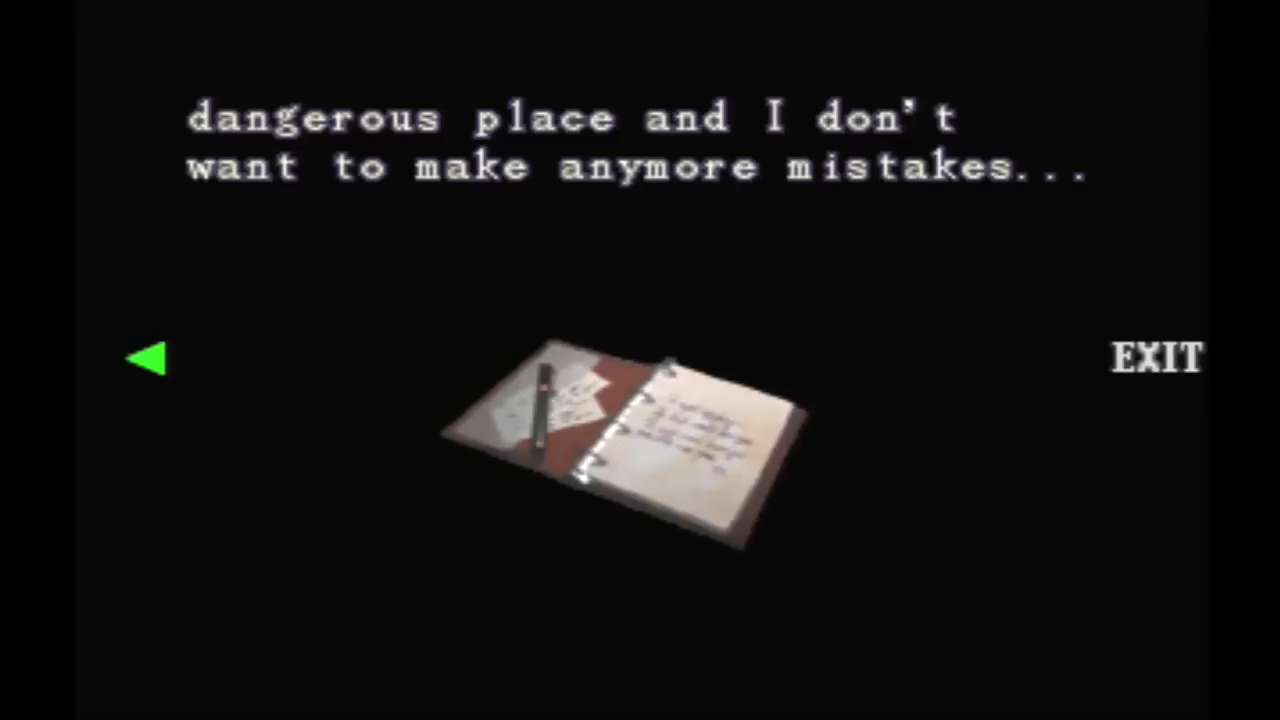 dangerous place and I don't
want to make anymore mistakes...
EXIT